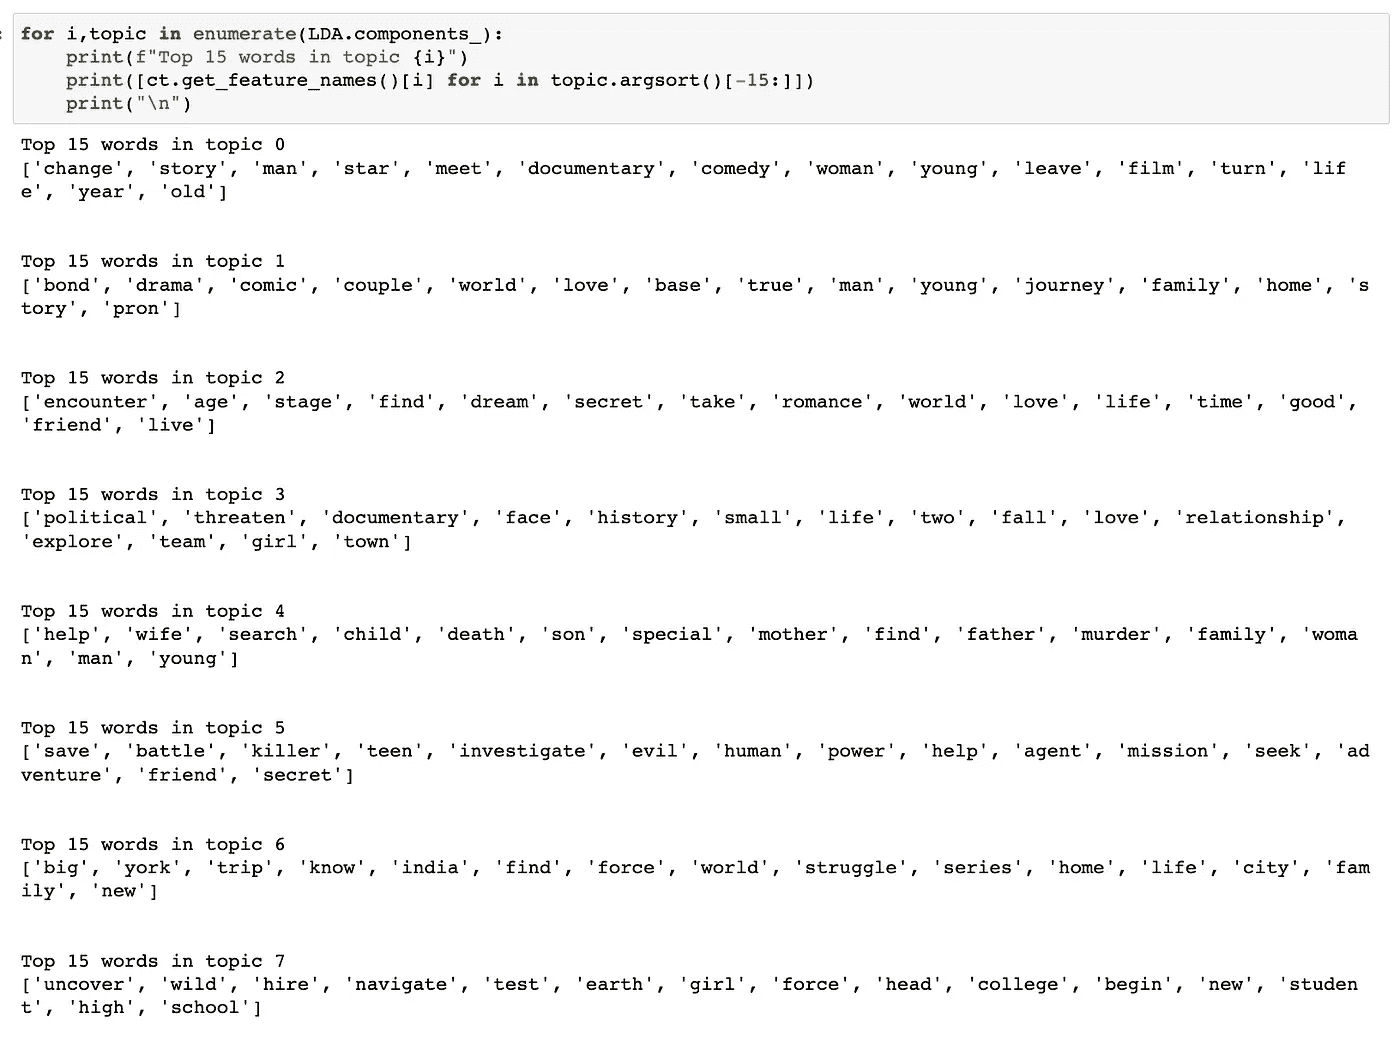 for i,topic in enumerate(LDA.components_):
    print(f"Top 15 words in topic {i}")
    print([ct.get_feature_names()[i] for i in topic.argsort()[-15:]])
    print("\n")
Top 15 words in topic 0
['change', 'story', 'man', 'star', 'meet', 'documentary', 'comedy', 'woman', 'young', 'leave', 'film', 'turn', 'lif
e', 'year', 'old']
Top 15 words in topic 1
['bond', 'drama', 'comic', 'couple', 'world', 'love', 'base', 'true', 'man', 'young', 'journey', 'family', 'home', 's
tory', 'pron']
Top 15 words in topic 2
['encounter', 'age', 'stage', 'find', 'dream', 'secret', 'take', 'romance', 'world', 'love', 'life', 'time', 'good',
'friend', 'live']
Top 15 words in topic 3
['political', 'threaten', 'documentary', 'face', 'history', 'small', 'life', 'two', 'fall', 'love', 'relationship',
'explore', 'team', 'girl', 'town']
Top 15 words in topic 4
['help', 'wife', 'search', 'child', 'death', 'son', 'special', 'mother', 'find', 'father', 'murder', 'family', 'woma
n', 'man', 'young']
Top 15 words in topic 5
['save', 'battle', 'killer', 'teen', 'investigate', 'evil', 'human', 'power', 'help', 'agent', 'mission', 'seek', 'ad
venture', 'friend', 'secret']
Top 15 words in topic 6
['big', 'york', 'trip', 'know', 'india', 'find', 'force', 'world', 'struggle', 'series', 'home', 'life', 'city', 'fam
ily', 'new']
Top 15 words in topic 7
['uncover', 'wild', 'hire', 'navigate', 'test', 'earth', 'girl', 'force', 'head', 'college', 'begin', 'new', 'studen
t', 'high', 'school']